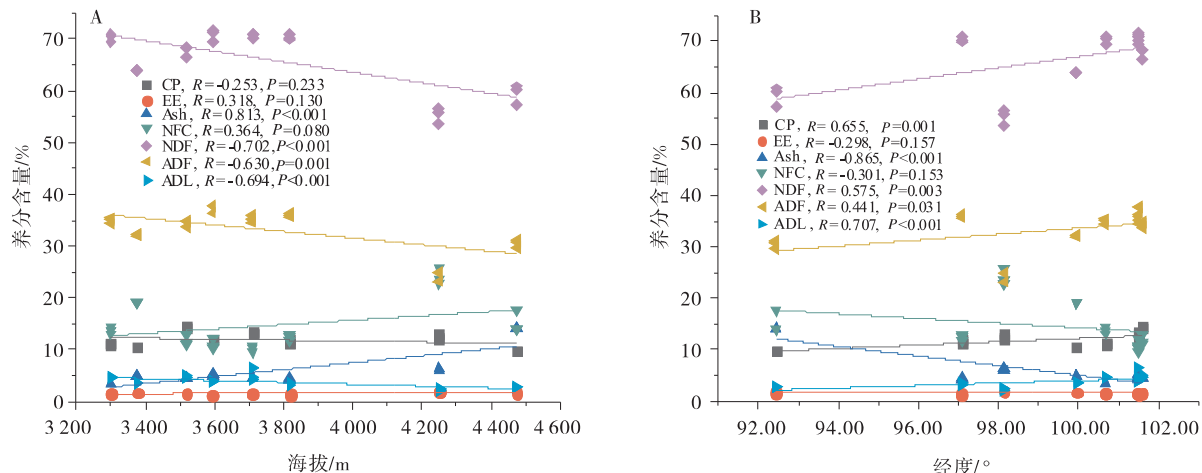 A
养分含量/%
70
60
50
40
30
20
10
0
CP, R=-0.253, P=0.233
EE, R=0.318, P=0.130
Ash, R=0.813, P<0.001
NFC, R=0.364, P=0.080
NDF, R=-0.702, P<0.001
ADF, R=-0.630, P=0.001
ADL, R=-0.694, P<0.001
3 200 3 400 3 600 3 800 4 000 4 200 4 400 4 600
海拔/m
B
养分含量/%
70
60
50
40
30
20
10
0
CP, R=0.655, P=0.001
EE, R=-0.298, P=0.157
Ash, R=-0.865, P<0.001
NFC, R=-0.301, P=0.153
NDF, R=0.575, P=0.003
ADF, R=0.441, P=0.031
ADL, R=0.707, P<0.001
92.00 94.00 96.00 98.00 100.00 102.00
经度/°